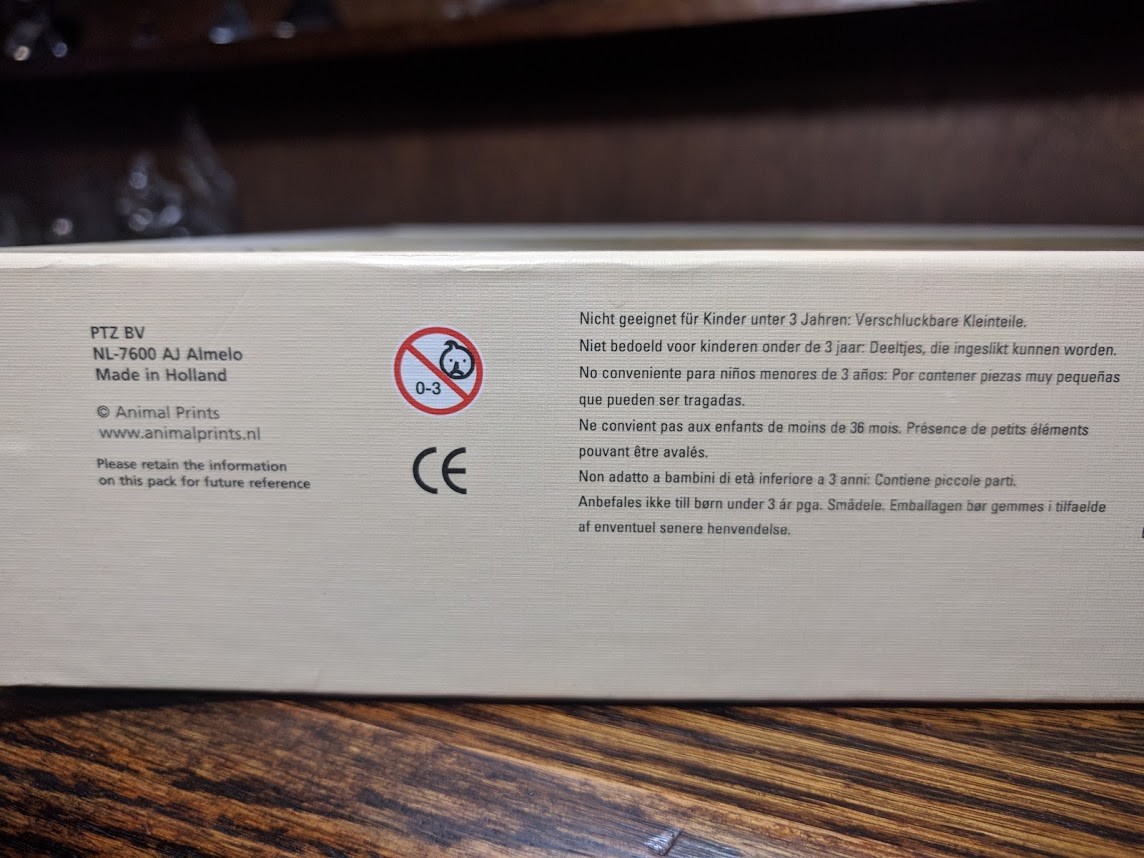 PTZ BV
NL-7600 AJ Almelo
Made in Holland
© Animal Prints
www.animalprints.nl
Please retain the information
on this pack for future reference
0-3
CE
Nicht geeignet für Kinder unter 3 Jahren: Verschluckbare Kleinteile.
Niet bedoeld voor kinderen onder de 3 jaar: Deeltjes, die ingeslikt kunnen worden.
No conveniente para niños menores de 3 años: Por contener piezas muy pequeñas
que pueden ser tragadas.
Ne convient pas aux enfants de moins de 36 mois. Présence de petits éléments
pouvant être avalés.
Non adatto a bambini di età inferiore a 3 anni: Contiene piccole parti.
Anbefales ikke till børn under 3 ár pga. Smådele. Emballagen bør gemmes i tilfaelde
af enventuel senere henvendelse.